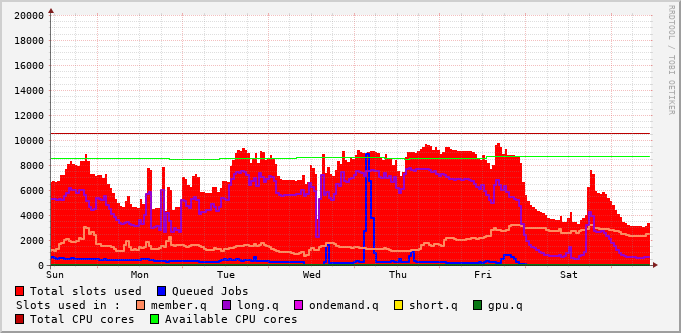 20000
18000
16000
14000
12000
10000
8000
6000
4000
2000
0
Sun Mon Tue Wed Thu Fri Sat
RRDTOOL / TOBI OETIKER
Total slots used Queued Jobs
Slots used in : member.q long.q ondemand.q short.q gpu.q
Total CPU cores Available CPU cores